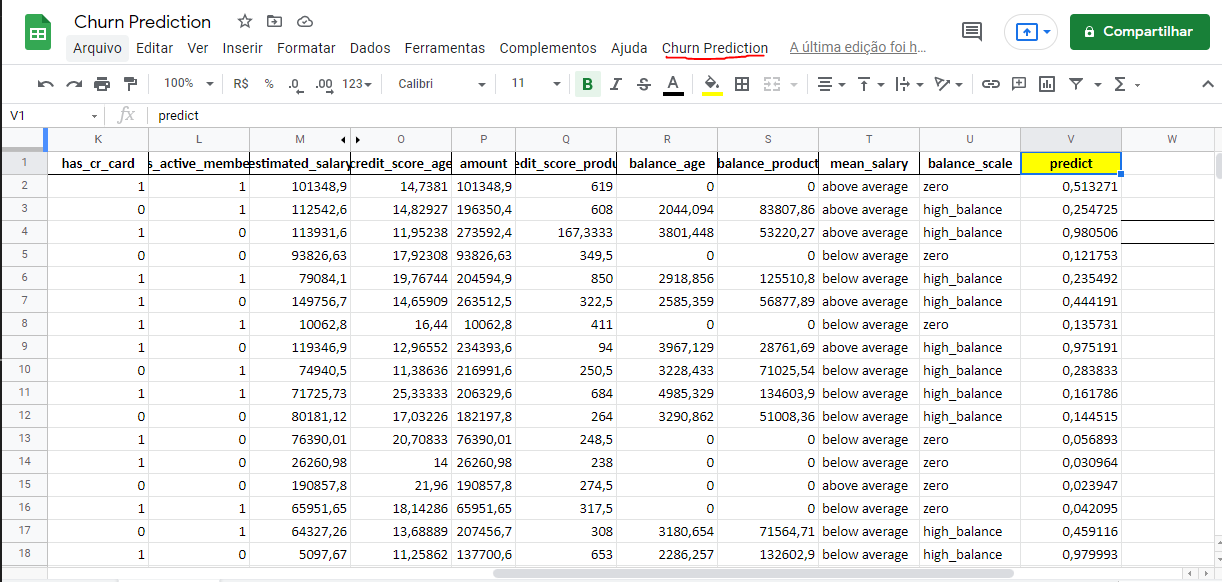 Churn Prediction
Arquivo Editar Ver Inserir Formatar Dados Ferramentas Complementos Ajuda Churn Prediction A última edição foi h…
Compartilhar
100% R$ % .0 .00 123 Calibri 11 B I S A
V1 fx predict
K L M O P Q R S T U V W
1 has_cr_card s_active_membe estimated_salary credit_score_age amount edit_score_produ balance_age balance_product mean_salary balance_scale predict
2 1 1 101348,9 14,7381 101348,9 619 0 0 above average zero 0,513271
3 0 1 112542,6 14,82927 196350,4 608 2044,094 83807,86 above average high_balance 0,254725
4 1 0 113931,6 11,95238 273592,4 167,3333 3801,448 53220,27 above average high_balance 0,980506
5 0 0 93826,63 17,92308 93826,63 349,5 0 0 below average zero 0,121753
6 1 1 79084,1 19,76744 204594,9 850 2918,856 125510,8 below average high_balance 0,235492
7 1 0 149756,7 14,65909 263512,5 322,5 2585,359 56877,89 above average high_balance 0,444191
8 1 1 10062,8 16,44 10062,8 411 0 0 below average zero 0,135731
9 1 0 119346,9 12,96552 234393,6 94 3967,129 28761,69 above average high_balance 0,975191
10 0 1 74940,5 11,38636 216991,6 250,5 3228,433 71025,54 below average high_balance 0,283833
11 1 1 71725,73 25,33333 206329,6 684 4985,329 134603,9 below average high_balance 0,161786
12 0 0 80181,12 17,03226 182197,8 264 3290,862 51008,36 below average high_balance 0,144515
13 1 0 76390,01 20,70833 76390,01 248,5 0 0 below average zero 0,056893
14 1 0 26260,98 14 26260,98 238 0 0 below average zero 0,030964
15 0 0 190857,8 21,96 190857,8 274,5 0 0 above average zero 0,023947
16 1 1 65951,65 18,14286 65951,65 317,5 0 0 below average zero 0,042095
17 0 1 64327,26 13,68889 207456,7 308 3180,654 71564,71 below average high_balance 0,459116
18 1 0 5097,67 11,25862 137700,6 653 2286,257 132602,9 below average high_balance 0,979993